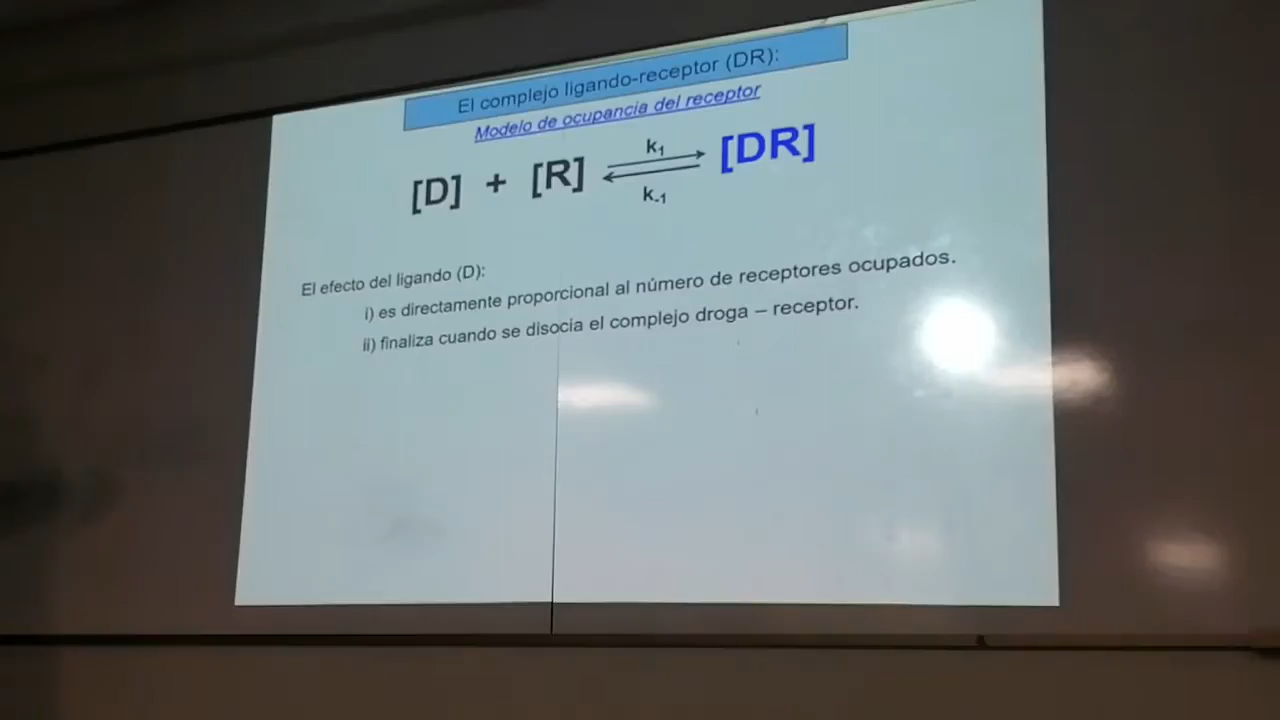 El complejo ligando-receptor (DR):
Modelo de ocupancia del receptor
k1
[D] + [R] ⇌ [DR]
k-1
El efecto del ligando (D):
i) es directamente proporcional al número de receptores ocupados.
ii) finaliza cuando se disocia el complejo droga – receptor.